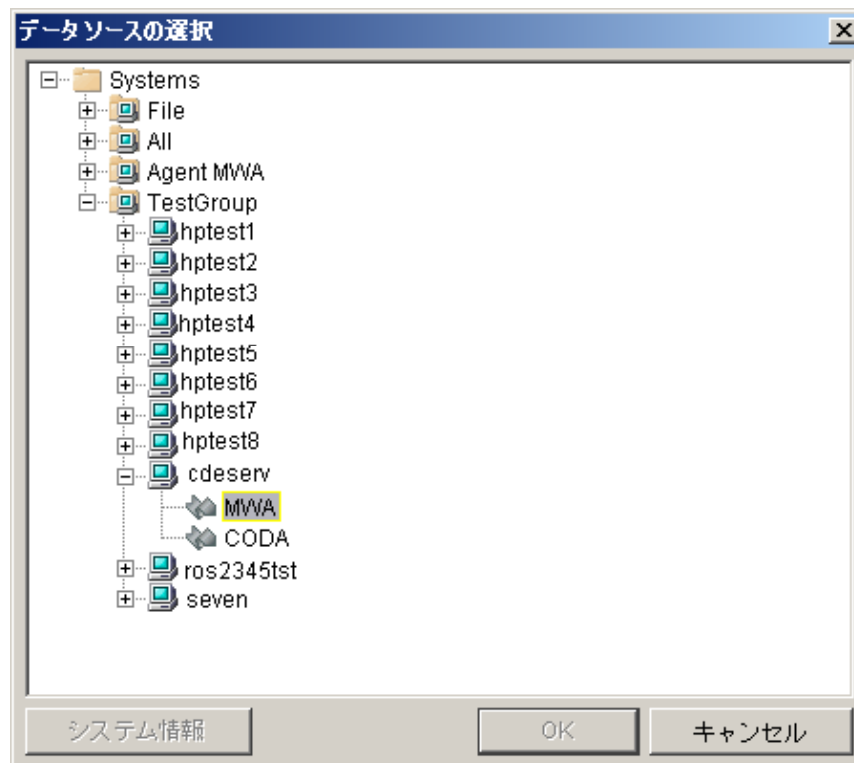 データソースの選択
Systems
File
All
Agent MWA
TestGroup
hptest1
hptest2
hptest3
hptest4
hptest5
hptest6
hptest7
hptest8
cdeserv
MWA
CODA
ros2345tst
seven
システム情報
OK
キャンセル